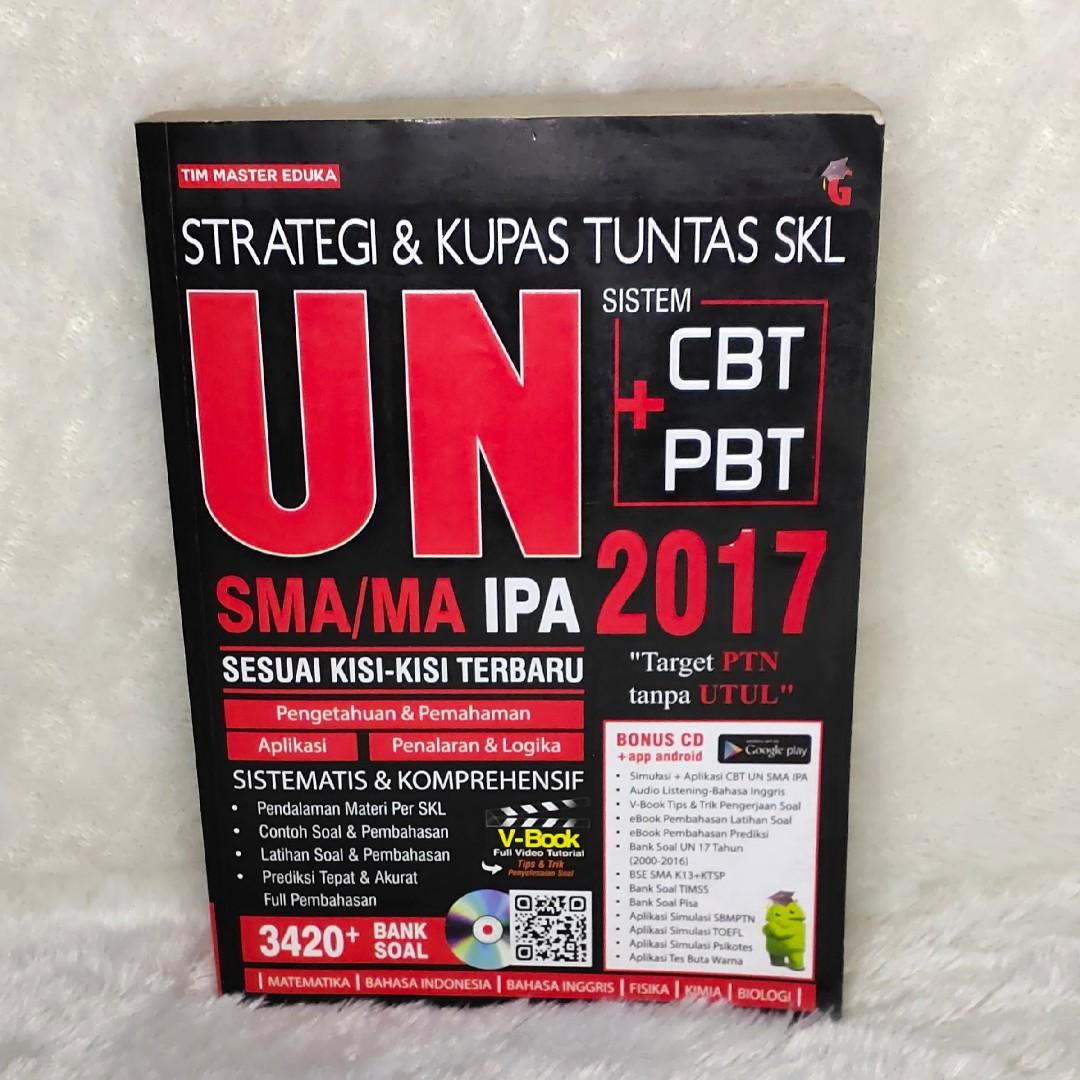 TIM MASTER EDUKA
G
STRATEGI & KUPAS TUNTAS SKL
UN
SISTEM
CBT
+
PBT
SMA/MA IPA
2017
SESUAI KISI-KISI TERBARU
"Target PTN
tanpa UTUL"
Pengetahuan & Pemahaman
Aplikasi
Penalaran & Logika
SISTEMATIS & KOMPREHENSIF
• Pendalaman Materi Per SKL
• Contoh Soal & Pembahasan
• Latihan Soal & Pembahasan
• Prediksi Tepat & Akurat
Full Pembahasan
V-Book
Full Video Tutorial
Tips & Trik
Penyelesaian Soal
3420+ BANK
SOAL
BONUS CD
+app android
Google play
• Simulasi + Aplikasi CBT UN SMA IPA
• Audio Listening-Bahasa Inggris
• V-Book Tips & Trik Pengerjaan Soal
• eBook Pembahasan Latihan Soal
• eBook Pembahasan Prediksi
• Bank Soal UN 17 Tahun
(2000-2016)
• BSE SMA K13+KTSP
• Bank Soal TIMSS
• Bank Soal Pisa
• Aplikasi Simulasi SBMPTN
• Aplikasi Simulasi TOEFL
• Aplikasi Simulasi Psikotes
• Aplikasi Tes Buta Warna
| MATEMATIKA | BAHASA INDONESIA | BAHASA INGGRIS | FISIKA | KIMIA | BIOLOGI |